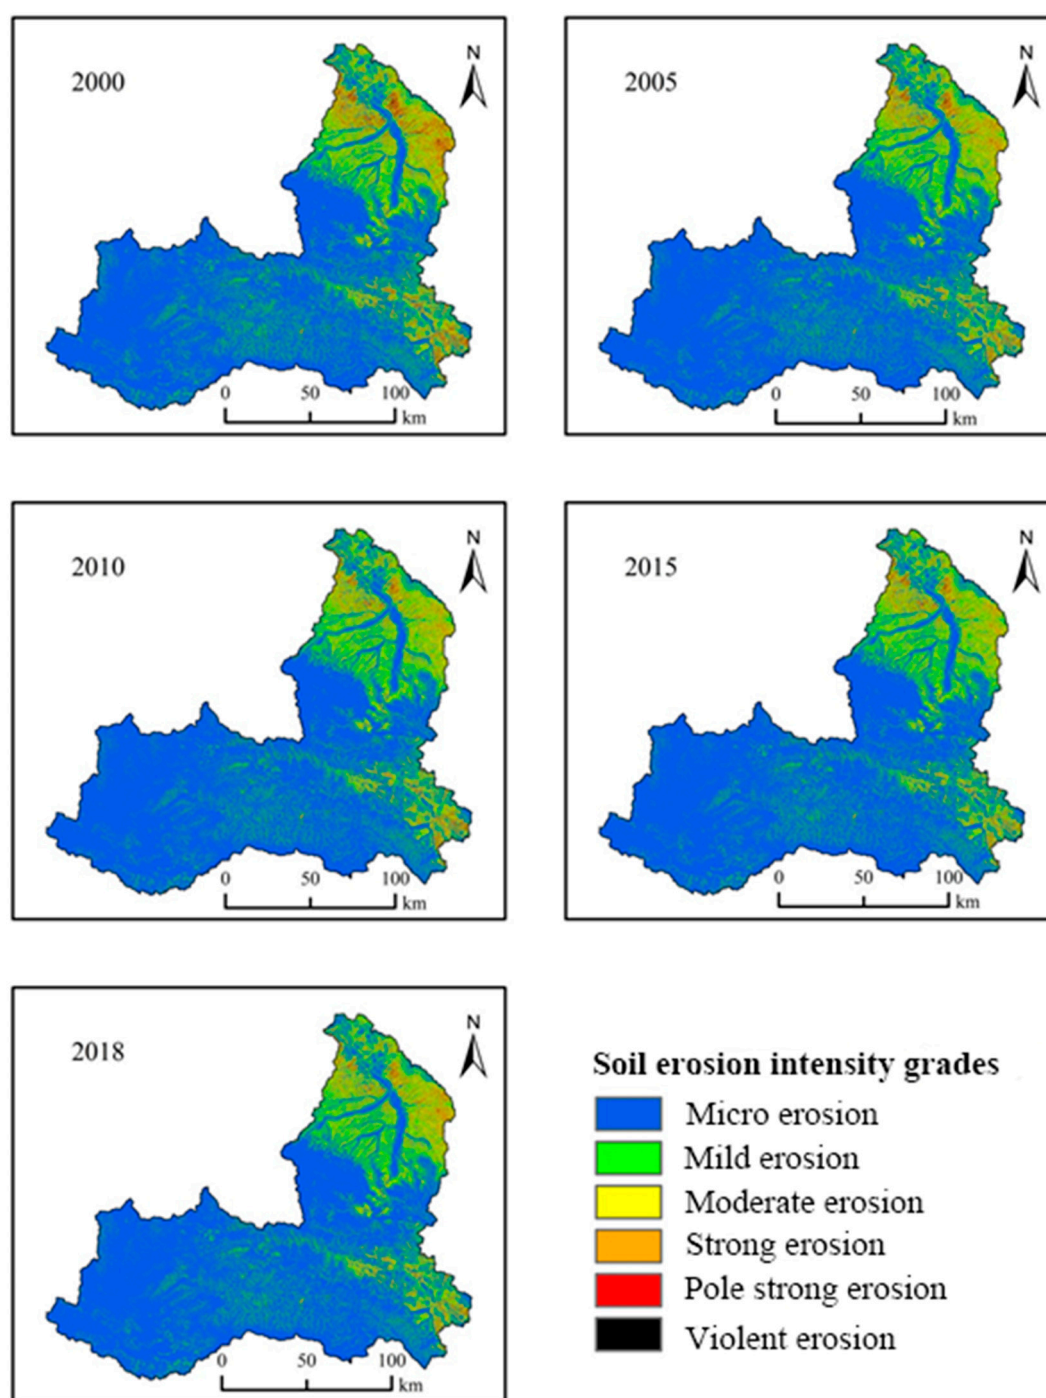 2000
N
0 50 100
km
2005
N
0 50 100
km
2010
N
0 50 100
km
2015
N
0 50 100
km
2018
N
0 50 100
km
Soil erosion intensity grades
Micro erosion
Mild erosion
Moderate erosion
Strong erosion
Pole strong erosion
Violent erosion